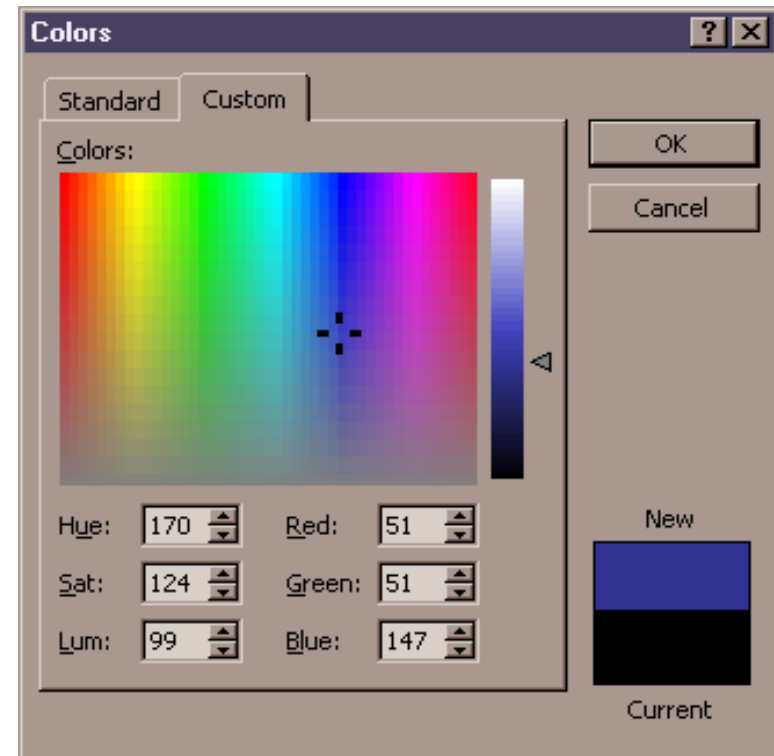 Colors
Standard Custom
Colors:
OK
Cancel
Hue: 170 Red: 51
Sat: 124 Green: 51
Lum: 99 Blue: 147
New
Current